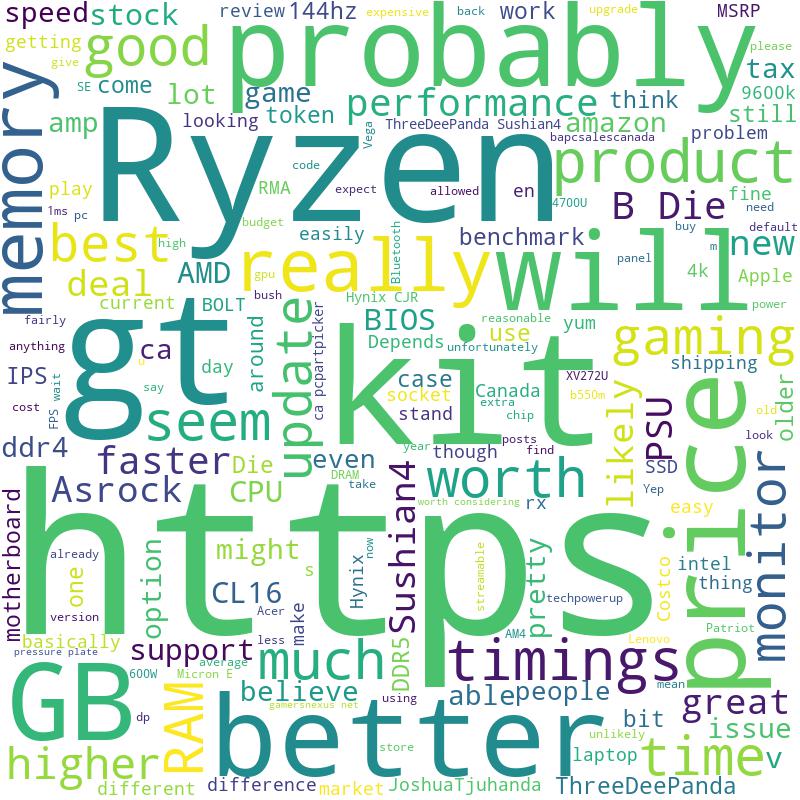 speed stock review 144hz work expensive back upgrade MSRP
getting give good probably please tax
SE come lot game performance think 9600k
memory amp looking token Vega ThreeDeePanda Sushian4 amazon bapcsalescanada problem still
Ryzen code product
play RMA expect allowed en 4700U B Die fine
1ms pc budget easily Bluetooth benchmark need default
best high really will panel buy m new
deal AMD gpu 4k Apple
current BOLT bush Hynix CJR reasonable power
fairly gt update around ca pcpartpicker kit BIOS yum gaming
anything ca Depends unfortunately use shipping older
IPS FPS wait o day case XV272U
cost say socket Canada b550m likely PSU price old
seem stand extra chip
ddr4 faster Die even year though posts find look
Asrock CPU DRAM take worth SSD monitor
motherboard https worth considering rx Yep easy
already option might Hynix now Sushian4 streamable pretty Costco intel
one s thing
version CL16 Acer make techpowerup
basically less DDR5 AM4 Lenovo Patriot
pressure plate support average much timings
600W Micron E believe using able people mean great
GB dp RAM gamersnexus net better bit issue
unlikely
higher store laptop time v
different difference market JoshuaTjuhanda ThreeDeePanda